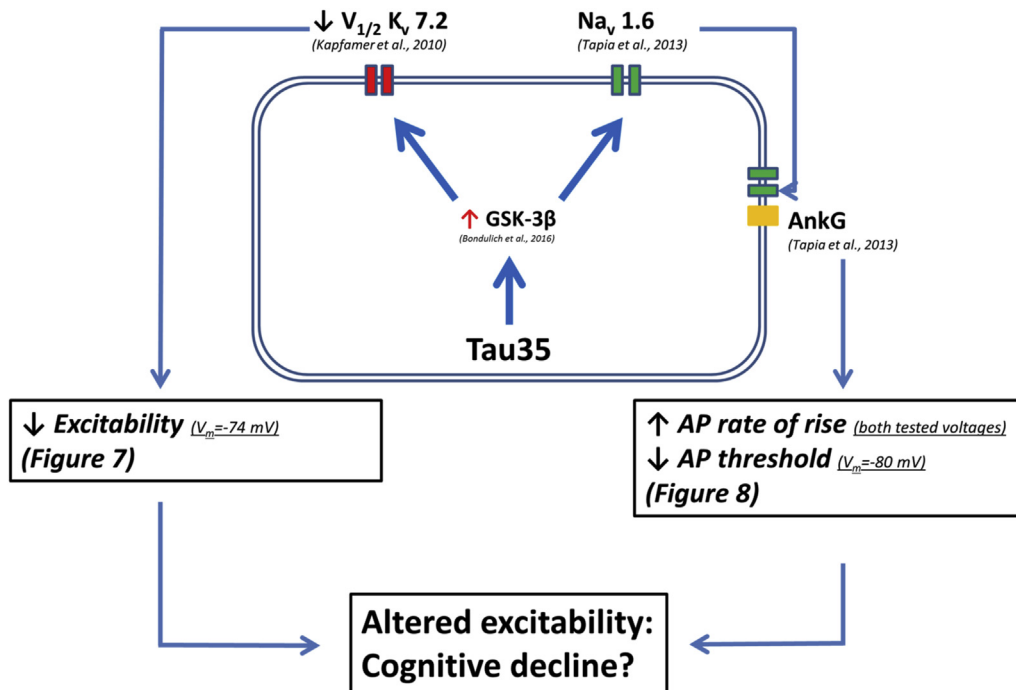 ↓ V1/2 Kv 7.2
(Kapfamer et al., 2010)
Nav 1.6
(Tapia et al., 2013)
↑ GSK-3β
(Bondulich et al., 2016)
AnkG
(Tapia et al., 2013)
Tau35
↓ Excitability (Vm=-74 mV)
(Figure 7)
↑ AP rate of rise (both tested voltages)
↓ AP threshold (Vm=-80 mV)
(Figure 8)
Altered excitability:
Cognitive decline?